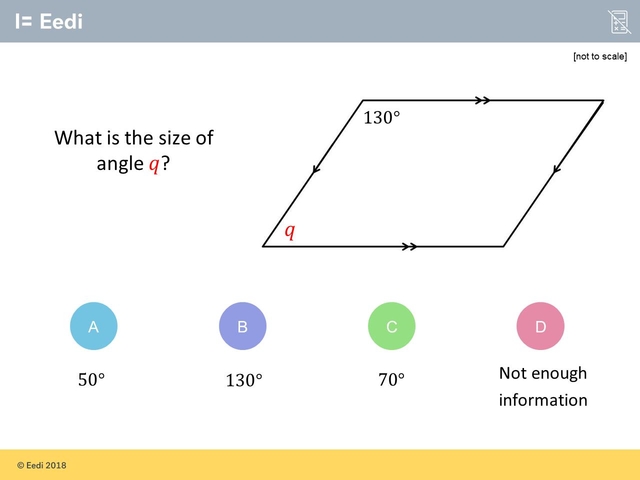 Eedi
[not to scale]
What is the size of
angle q?
130°
q
A
B
C
D
50°
130°
70°
Not enough
information
© Eedi 2018